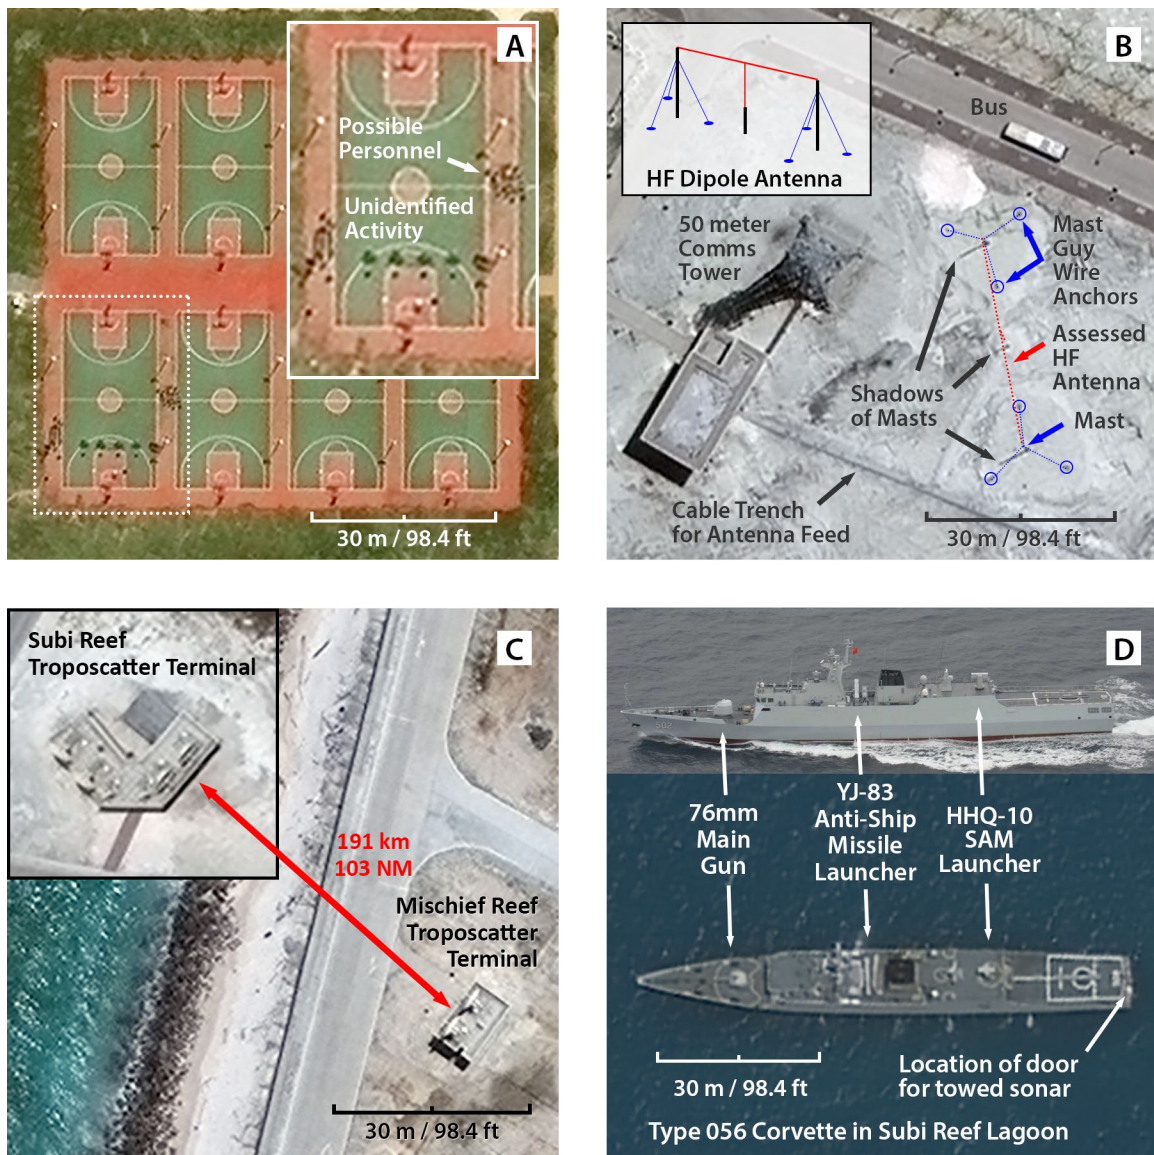 A
Possible
Personnel
Unidentified
Activity
30 m / 98.4 ft
B
HF Dipole Antenna
Bus
50 meter
Comms
Tower
Mast
Guy
Wire
Anchors
Assessed
HF
Antenna
Shadows
of Masts
Mast
Cable Trench
for Antenna Feed
30 m / 98.4 ft
Subi Reef
Troposcatter Terminal
C
191 km
103 NM
Mischief Reef
Troposcatter
Terminal
30 m / 98.4 ft
D
502
76mm
Main
Gun
YJ-83
Anti-Ship
Missile
Launcher
HHQ-10
SAM
Launcher
Location of door
for towed sonar
30 m / 98.4 ft
Type 056 Corvette in Subi Reef Lagoon